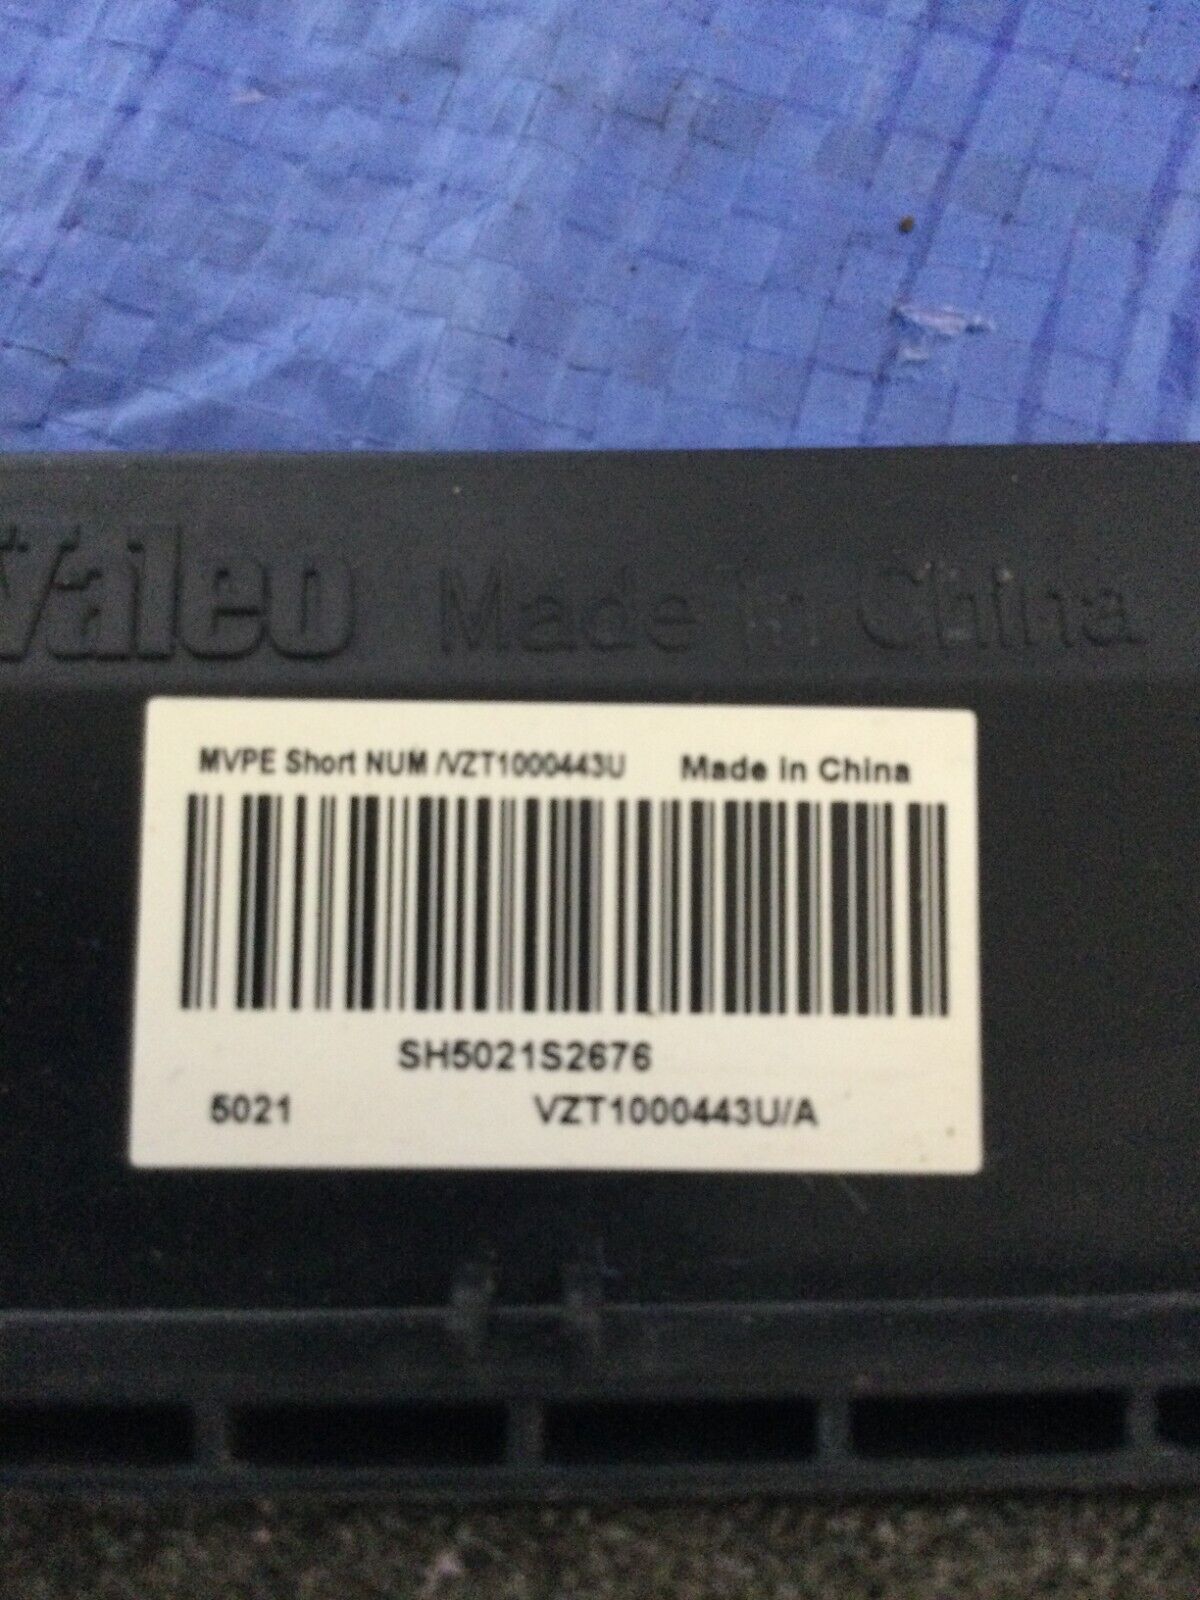 Valeo Made in China
MVPE Short NUM /VZT1000443U Made in China
SH5021S2676
5021 VZT1000443U/A